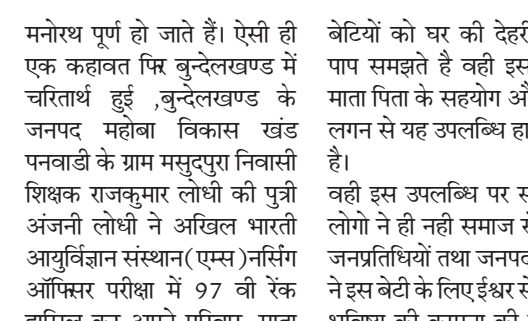 मनोरथ पूर्ण हो जाते हैं। ऐसी ही
एक कहावत फिर बुन्देलखण्ड में
चरितार्थ हुई ,बुन्देलखण्ड के
जनपद महोबा विकास खंड
पनवाडी के ग्राम मसुदपुरा निवासी
शिक्षक राजकुमार लोधी की पुत्री
अंजनी लोधी ने अखिल भारती
आयुर्विज्ञान संस्थान(एम्स)नर्सिंग
ऑफिसर परीक्षा में 97 वी रेंक
बेटियों को घर की देहरी
पाप समझते है वही इस
माता पिता के सहयोग औ
लगन से यह उपलब्धि हा
है।
वही इस उपलब्धि पर स
लोगो ने ही नही समाज से
जनप्रतिधियों तथा जनपद
ने इस बेटी के लिए ईश्वर से